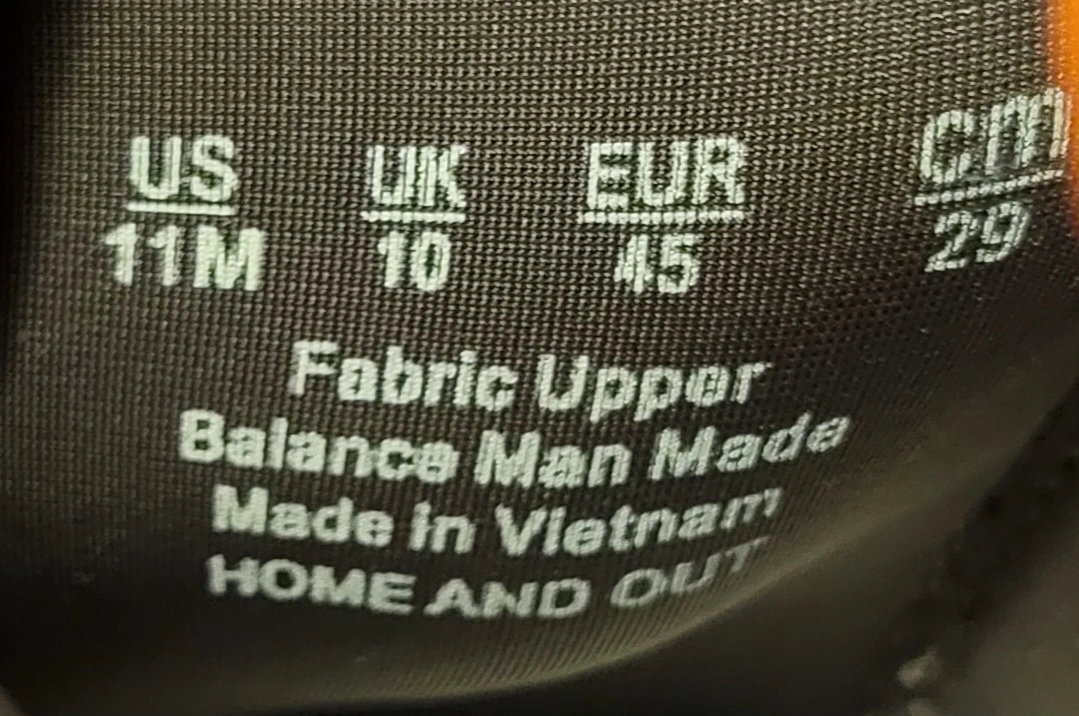 US UK EUR cm
11M 10 45 29
Fabric Upper
Balance Man Made
Made in Vietnam
HOME AND OUT